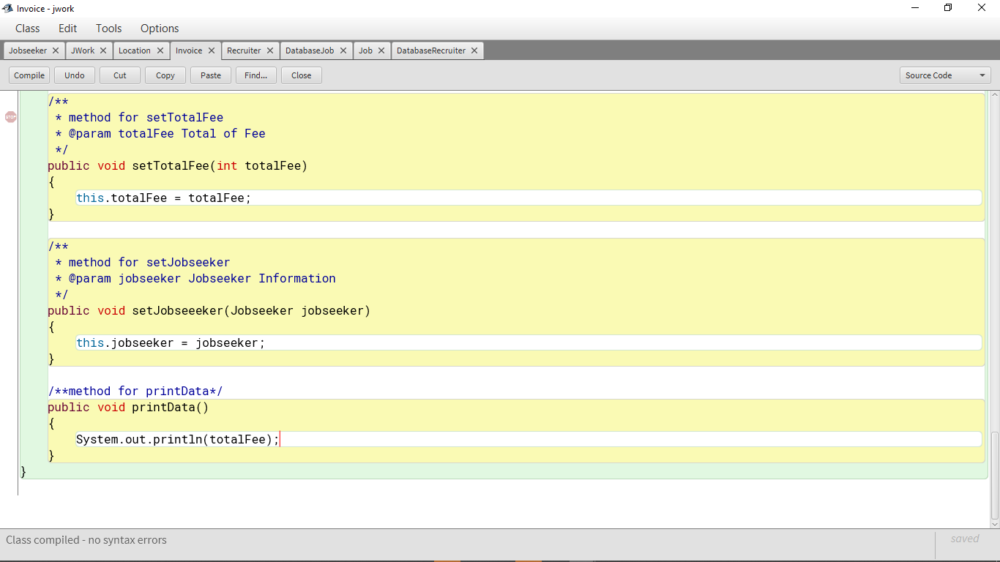 Invoice - jwork
Class Edit Tools Options
Jobseeker JWork Location Invoice Recruiter DatabaseJob Job DatabaseRecruiter
Compile Undo Cut Copy Paste Find... Close Source Code
/**
* method for setTotalFee
STOP
* @param totalFee Total of Fee
*/
public void setTotalFee(int totalFee)
{
this.totalFee = totalFee;
}
/**
* method for setJobseeker
* @param jobseeker Jobseeker Information
*/
public void setJobseeeker(Jobseeker jobseeker)
{
this.jobseeker = jobseeker;
}
/**method for printData*/
public void printData()
{
System.out.println(totalFee);
}
}
Class compiled - no syntax errors
saved